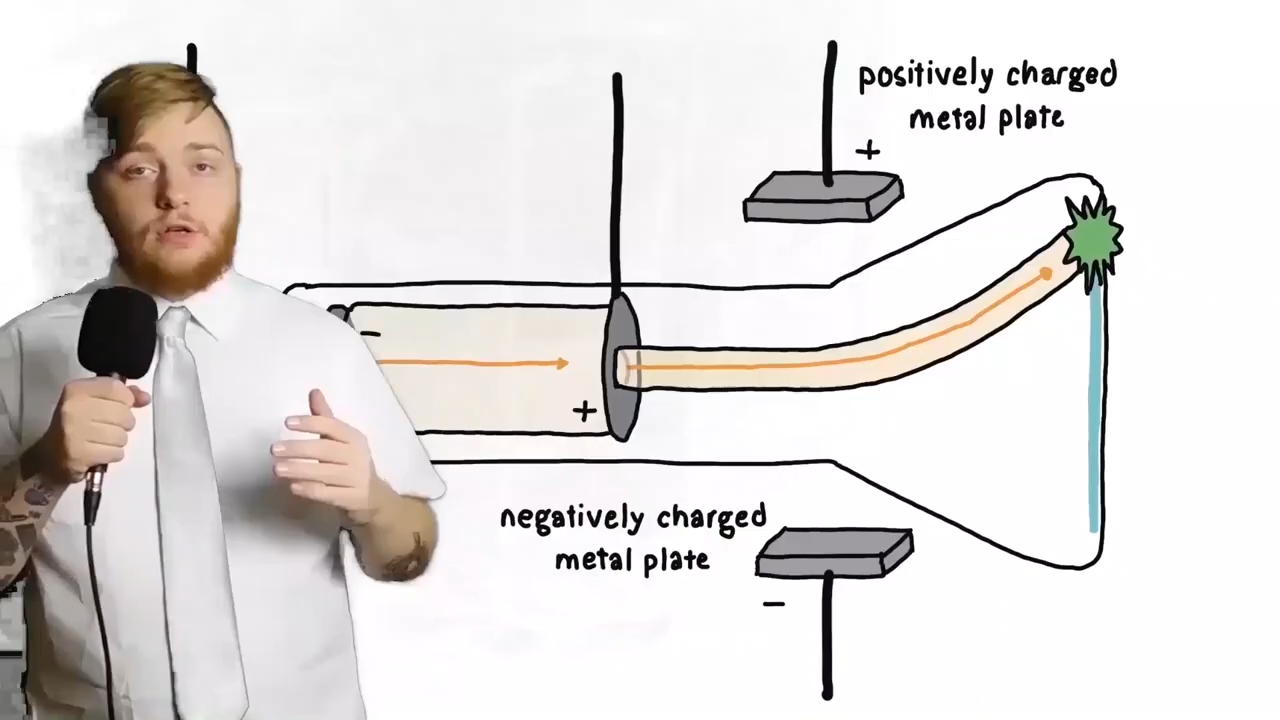 positively charged
metal plate
+
-
+
negatively charged
metal plate
-